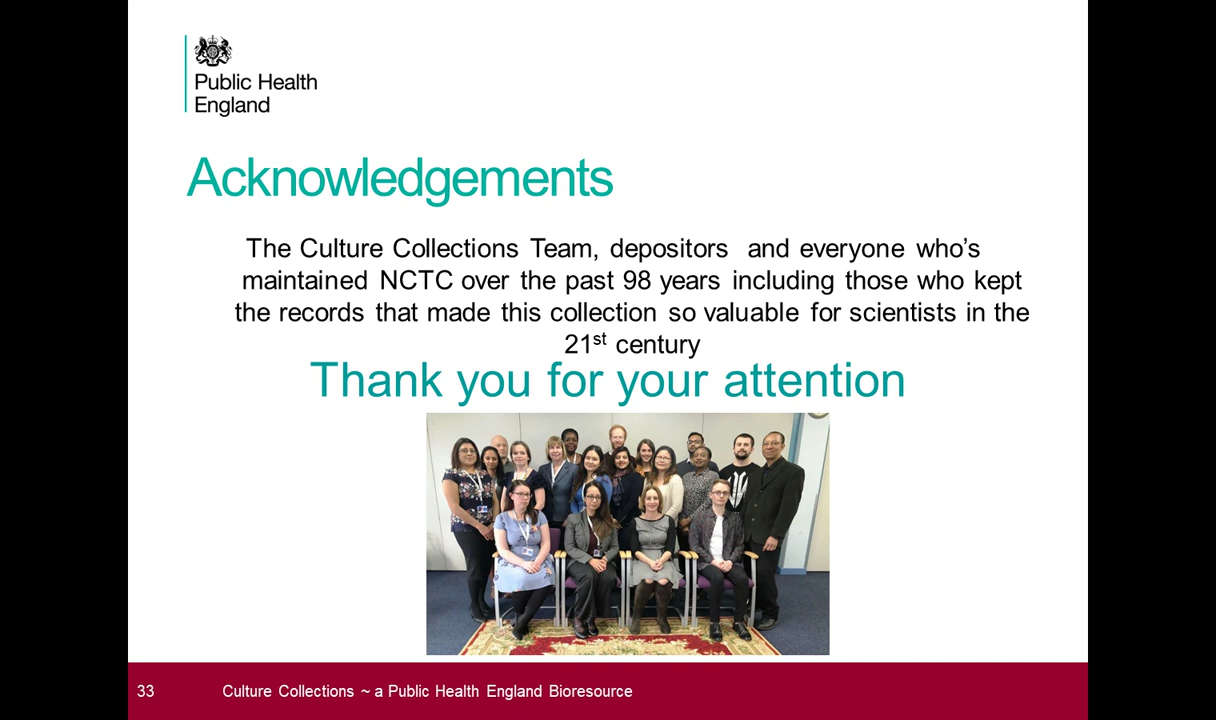 Public Health
England
Acknowledgements
The Culture Collections Team, depositors and everyone who’s
maintained NCTC over the past 98 years including those who kept
the records that made this collection so valuable for scientists in the
21st century
Thank you for your attention
33 Culture Collections ~ a Public Health England Bioresource